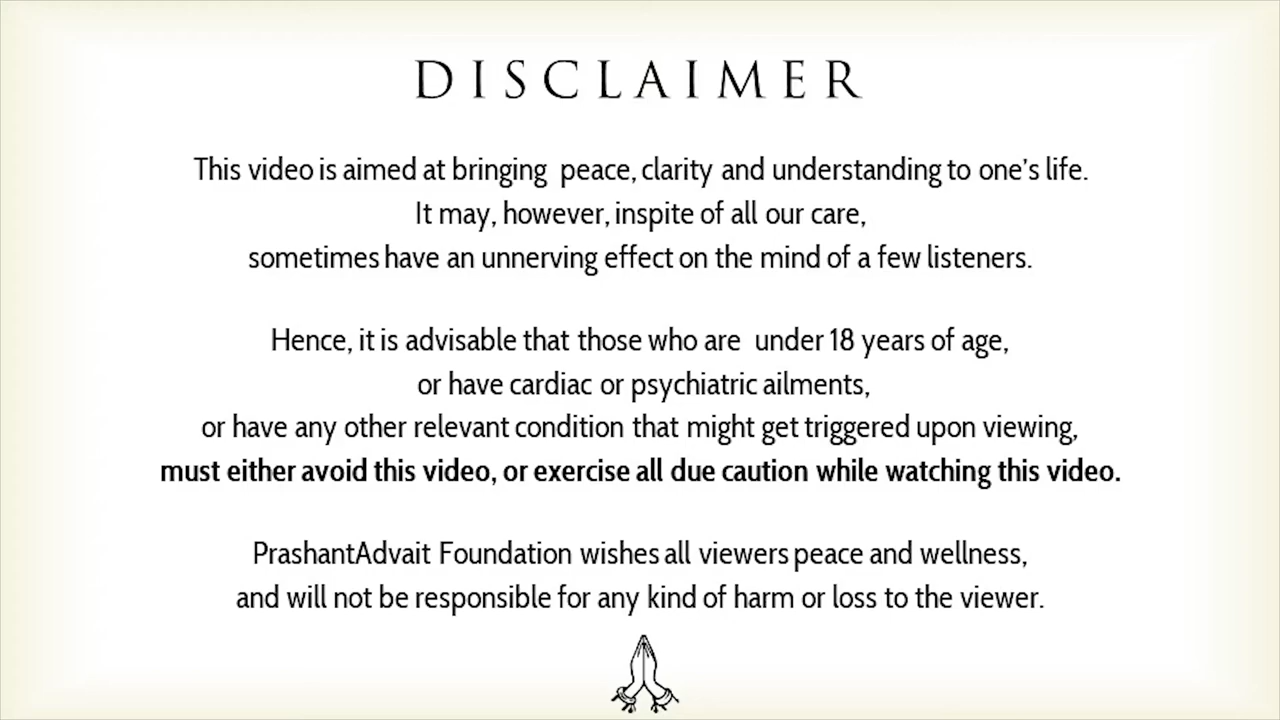 DISCLAIMER
This video is aimed at bringing peace, clarity and understanding to one's life.
It may, however, inspite of all our care,
sometimes have an unnerving effect on the mind of a few listeners.
Hence, it is advisable that those who are under 18 years of age,
or have cardiac or psychiatric ailments,
or have any other relevant condition that might get triggered upon viewing,
must either avoid this video, or exercise all due caution while watching this video.
PrashantAdvait Foundation wishes all viewers peace and wellness,
and will not be responsible for any kind of harm or loss to the viewer.